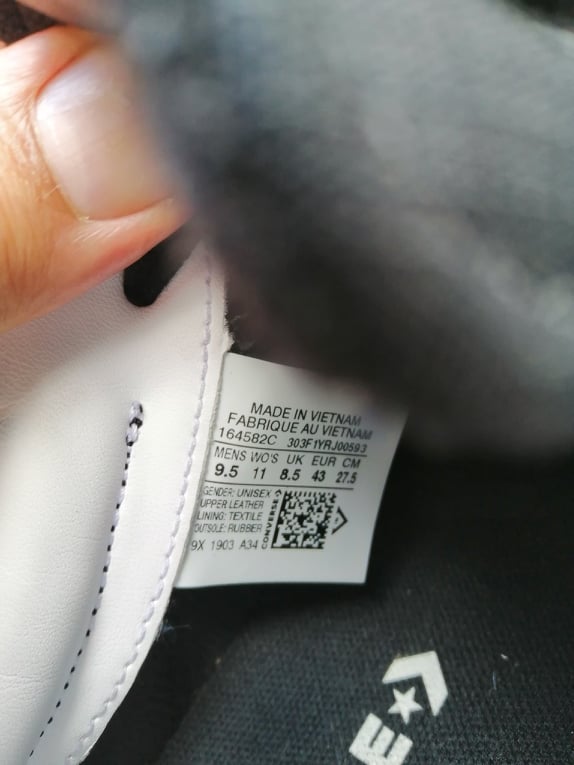 MADE IN VIETNAM
FABRIQUE AU VIETNAM
164582C 303F1YRJ00593
MENS WO'S UK EUR CM
9.5 11 8.5 43 27.5
GENDER: UNISEX
UPPER LEATHER
LINING: TEXTILE
OUTSOLE: RUBBER
CONVERSE
9X 1903 A34
E